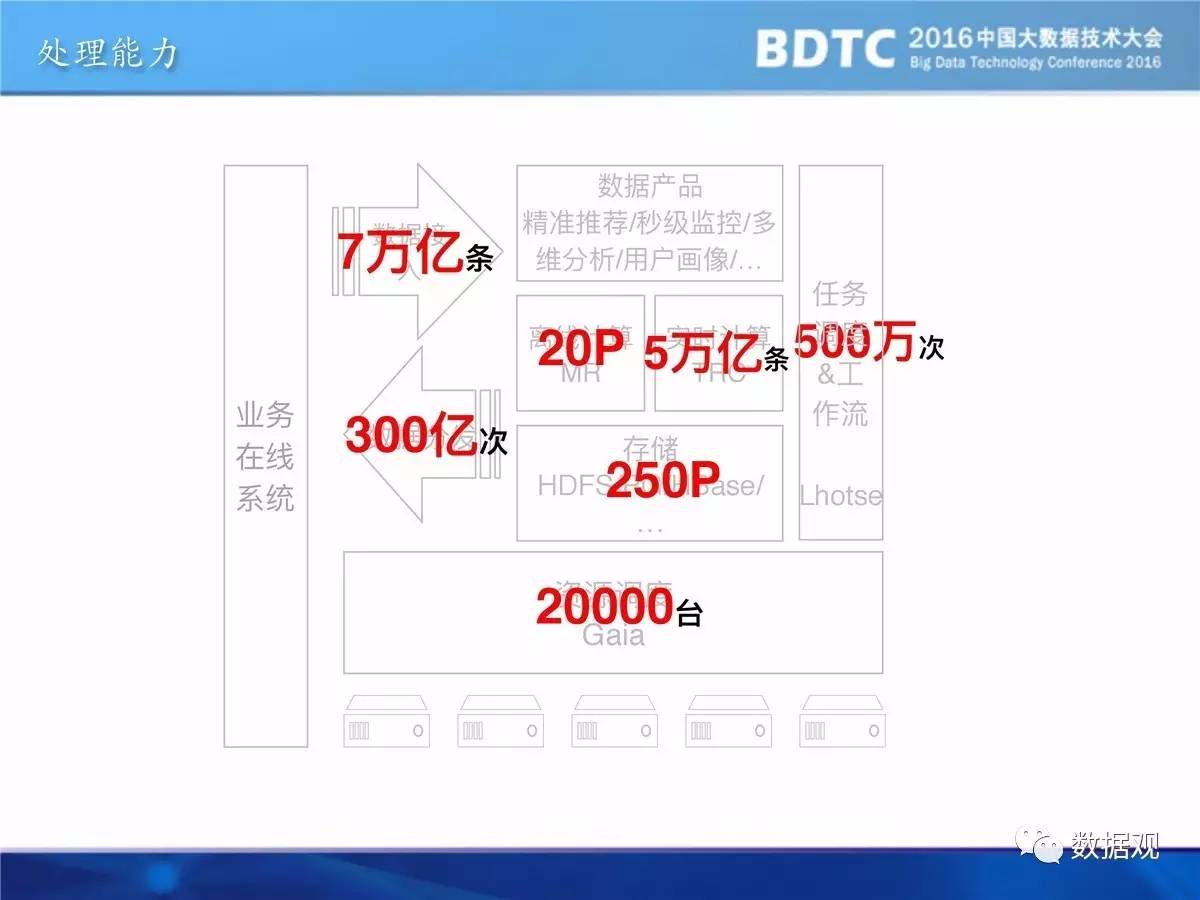 处理能力
BDTC
2016中国大数据技术大会
Big Data Technology Conference 2016
业务
在线
系统
数据接
入
7万亿条
300亿次
数据产品
精准推荐/秒级监控/多
维分析/用户画像/…
离线计算
MR
20P
实时计算
TRC
5万亿条
任务
调度
&工
作流
Lhotse
500万次
存储
HDFS
Base/
…
250P
资源调度
Gaia
20000台
数据观